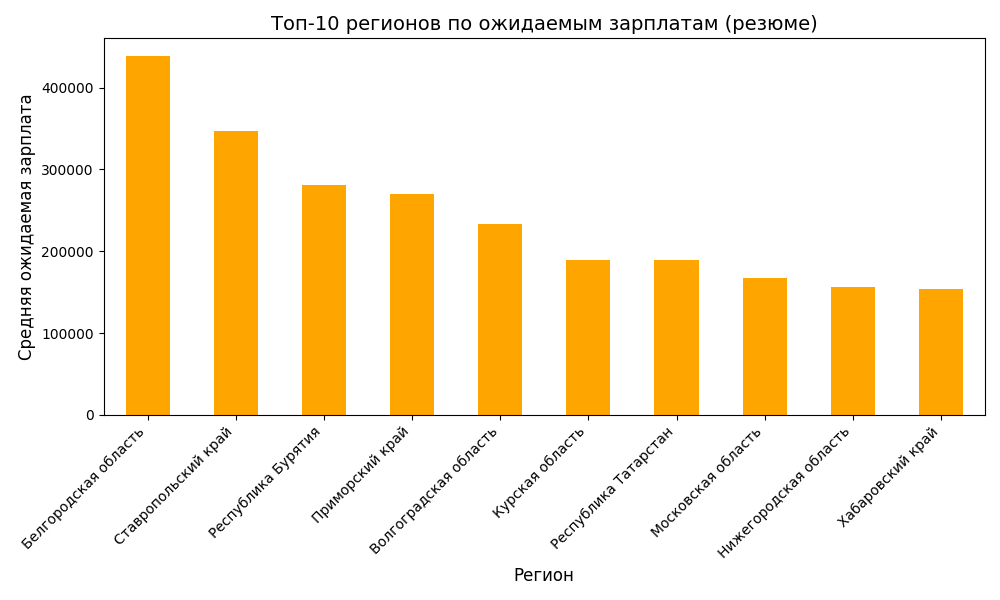 Топ-10 регионов по ожидаемым зарплатам (резюме)
Средняя ожидаемая зарплата
400000
300000
200000
100000
0
Белгородская область
Ставропольский край
Республика Бурятия
Приморский край
Волгоградская область
Курская область
Республика Татарстан
Московская область
Нижегородская область
Хабаровский край
Регион